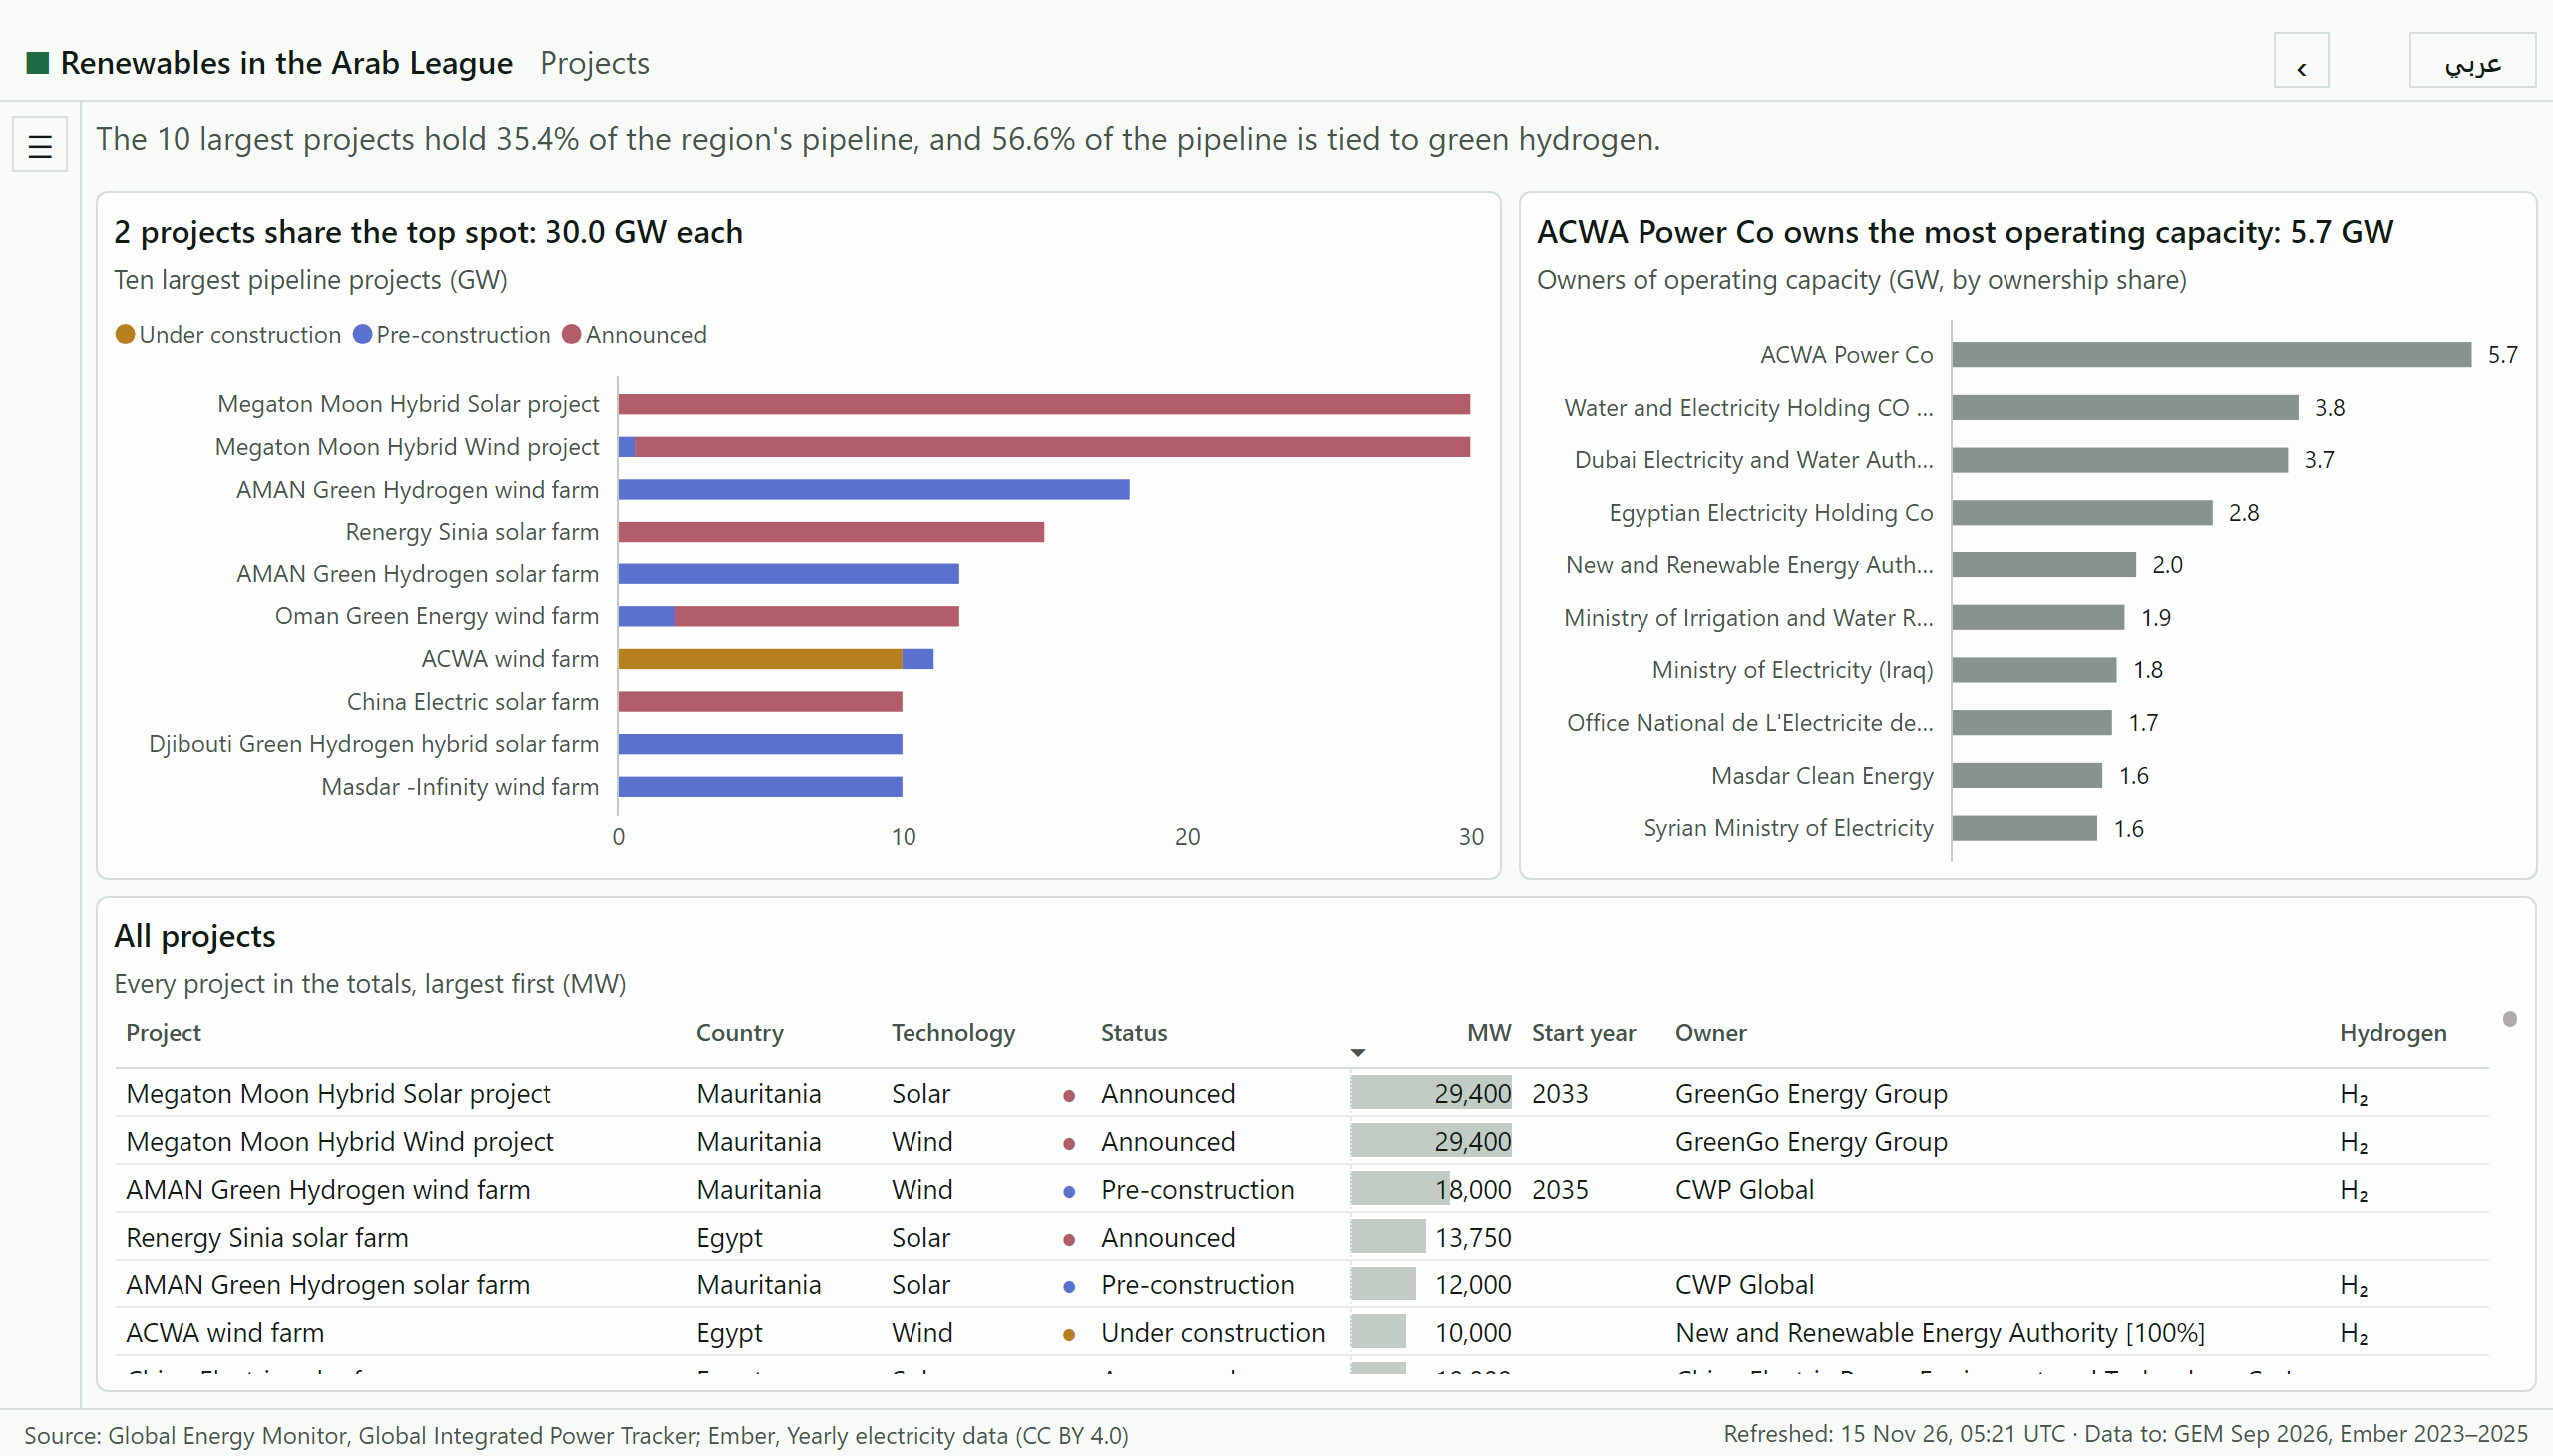 Renewables in the Arab League Projects
‹
عربي
☰
The 10 largest projects hold 35.4% of the region's pipeline, and 56.6% of the pipeline is tied to green hydrogen.
2 projects share the top spot: 30.0 GW each
Ten largest pipeline projects (GW)
Under construction Pre-construction Announced
Megaton Moon Hybrid Solar project
Megaton Moon Hybrid Wind project
AMAN Green Hydrogen wind farm
Renergy Sinia solar farm
AMAN Green Hydrogen solar farm
Oman Green Energy wind farm
ACWA wind farm
China Electric solar farm
Djibouti Green Hydrogen hybrid solar farm
Masdar -Infinity wind farm
0 10 20 30
ACWA Power Co owns the most operating capacity: 5.7 GW
Owners of operating capacity (GW, by ownership share)
ACWA Power Co 5.7
Water and Electricity Holding CO ... 3.8
Dubai Electricity and Water Auth... 3.7
Egyptian Electricity Holding Co 2.8
New and Renewable Energy Auth... 2.0
Ministry of Irrigation and Water R... 1.9
Ministry of Electricity (Iraq) 1.8
Office National de L'Electricite de... 1.7
Masdar Clean Energy 1.6
Syrian Ministry of Electricity 1.6
All projects
Every project in the totals, largest first (MW)
Project Country Technology Status MW Start year Owner Hydrogen
Megaton Moon Hybrid Solar project Mauritania Solar Announced 29,400 2033 GreenGo Energy Group H₂
Megaton Moon Hybrid Wind project Mauritania Wind Announced 29,400 GreenGo Energy Group H₂
AMAN Green Hydrogen wind farm Mauritania Wind Pre-construction 18,000 2035 CWP Global H₂
Renergy Sinia solar farm Egypt Solar Announced 13,750
AMAN Green Hydrogen solar farm Mauritania Solar Pre-construction 12,000 CWP Global H₂
ACWA wind farm Egypt Wind Under construction 10,000 New and Renewable Energy Authority [100%] H₂
Source: Global Energy Monitor, Global Integrated Power Tracker; Ember, Yearly electricity data (CC BY 4.0)
Refreshed: 15 Nov 26, 05:21 UTC · Data to: GEM Sep 2026, Ember 2023–2025